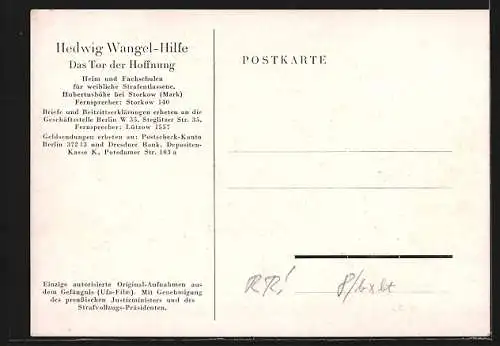 Hedwig Wangel-Hilfe
Das Tor der Hoffnung
Heim und Fachschulen
für weibliche Strafentlassene.
Hubertushöhe bei Storkow (Mark)
Fernsprecher: Storkow 140
Briefe und Beitrittserklärungen erbeten an die
Geschäftsstelle Berlin W 35, Steglitzer Str. 35.
Fernsprecher: Lützow 1557
Geldsendungen erbeten an: Postscheck-Konto
Berlin 37213 und Dresdner Bank, Depositen-
Kasse K, Potsdamer Str. 103 a
Einzige autorisierte Original-Aufnahmen aus
dem Gefängnis (Ufa-Film). Mit Genehmigung
des preußischen Justizministers und des
Strafvollzugs-Präsidenten.
POSTKARTE
RR!